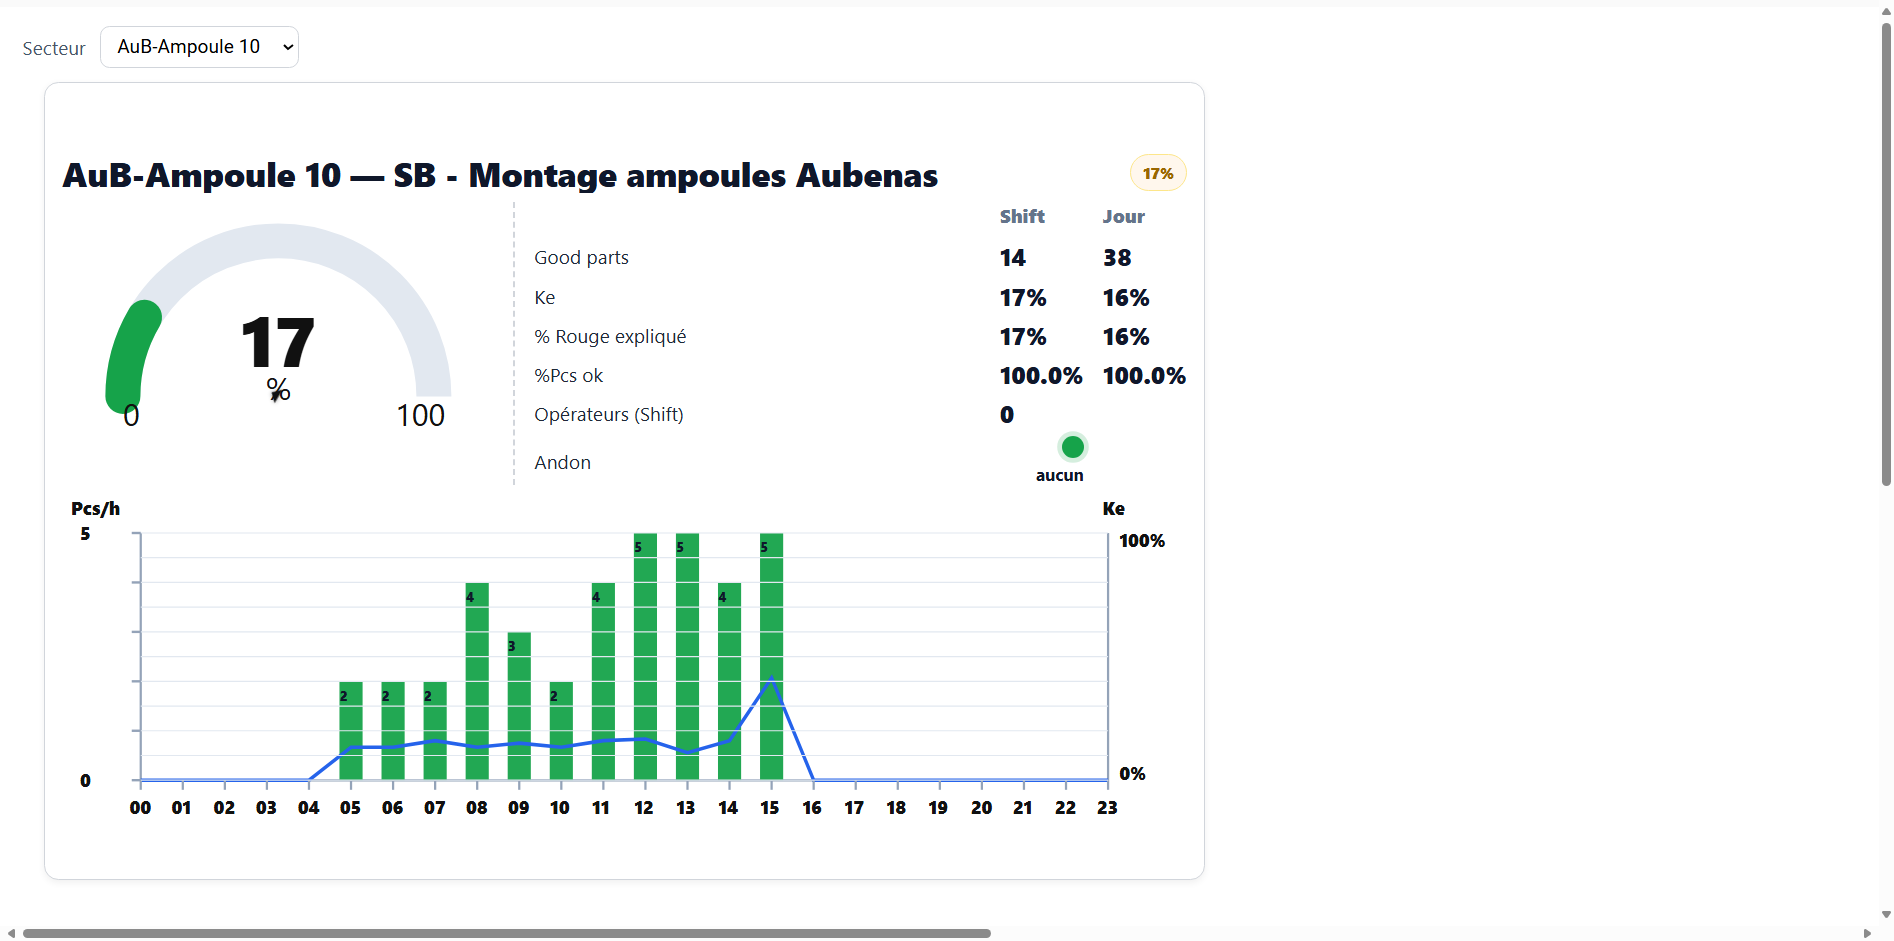 Secteur AuB-Ampoule 10
AuB-Ampoule 10 — SB - Montage ampoules Aubenas 17%
Shift Jour
Good parts 14 38
Ke 17% 16%
% Rouge expliqué 17% 16%
%Pcs ok 100.0% 100.0%
Opérateurs (Shift) 0
Andon aucun
17
%
0 100
Pcs/h Ke
5 100%
5 5 5
4 4 4
3
2 2 2 2
0 0%
00 01 02 03 04 05 06 07 08 09 10 11 12 13 14 15 16 17 18 19 20 21 22 23